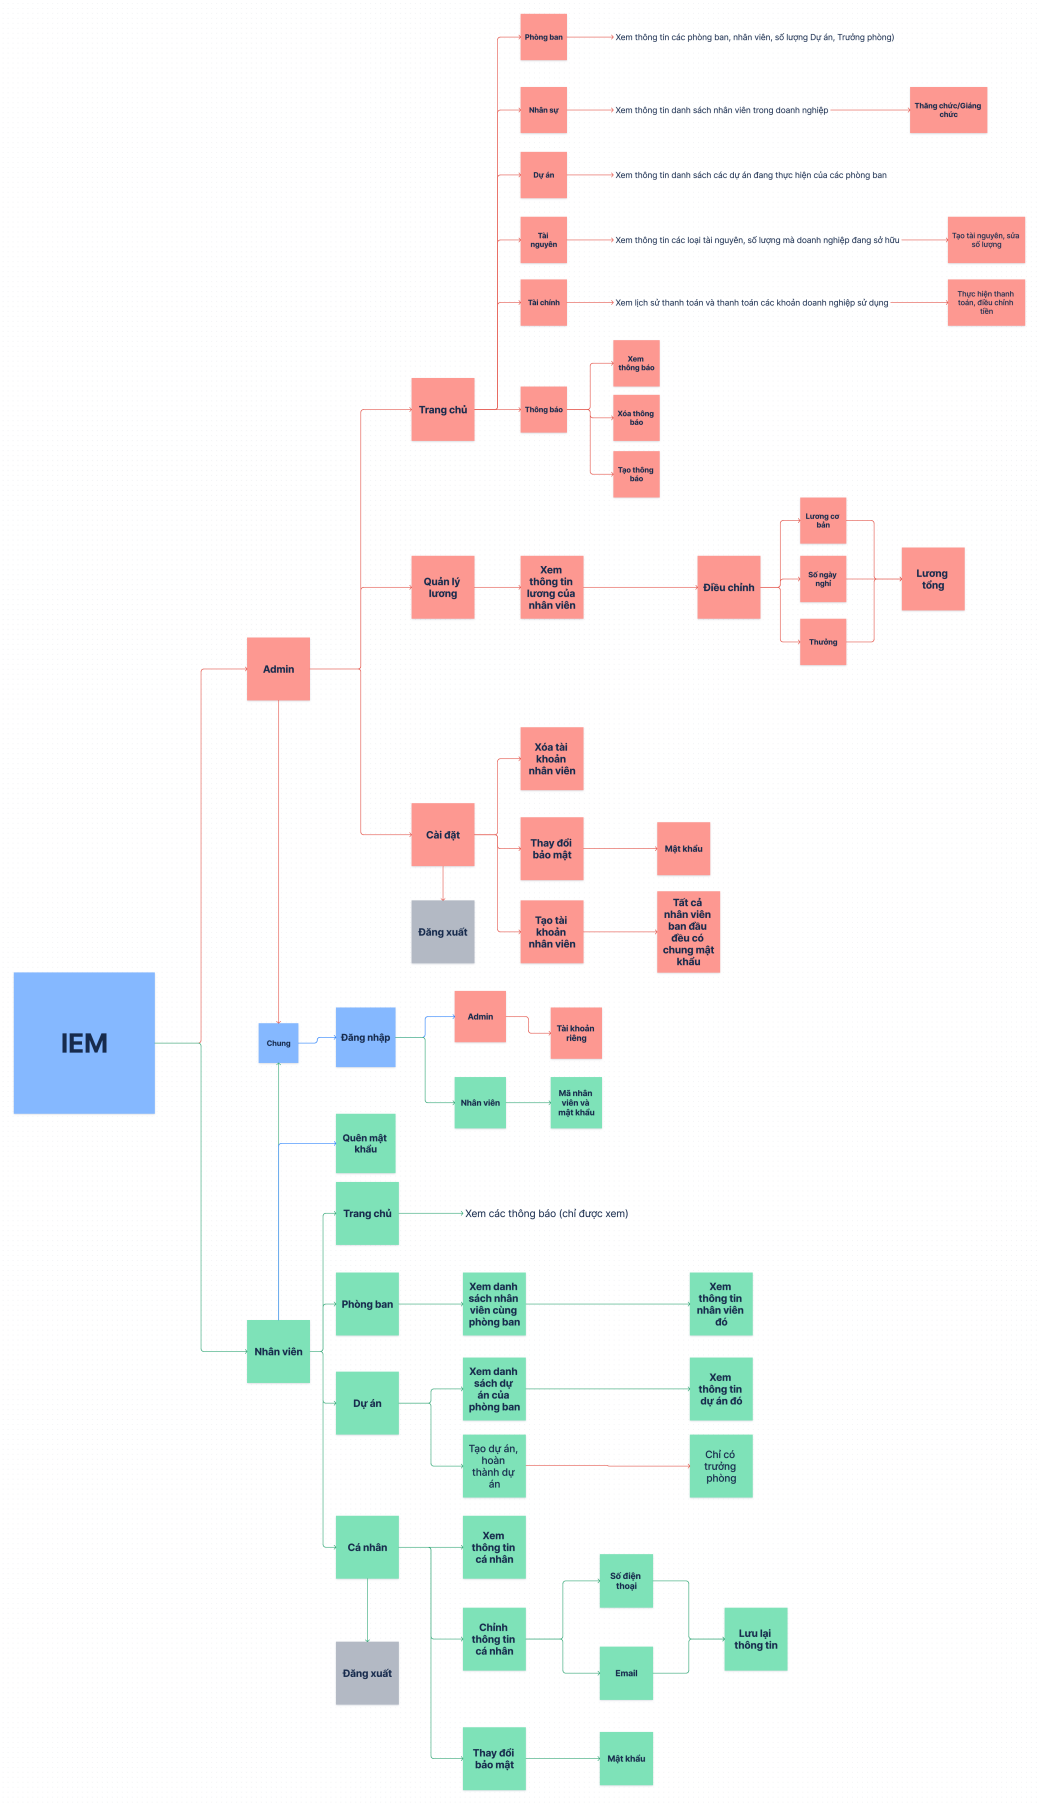 Phòng ban
Xem thông tin các phòng ban, nhân viên, số lượng Dự án, Trưởng phòng)
Nhân sự
Xem thông tin danh sách nhân viên trong doanh nghiệp
Thăng chức/Giáng
chức
Dự án
Xem thông tin danh sách các dự án đang thực hiện của các phòng ban
Tài
nguyên
Xem thông tin các loại tài nguyên, số lượng mà doanh nghiệp đang sở hữu
Tạo tài nguyên, sửa
số lượng
Tài chính
Xem lịch sử thanh toán và thanh toán các khoản doanh nghiệp sử dụng
Thực hiện thanh
toán, điều chỉnh
tiền
Trang chủ
Thông báo
Xem
thông báo
Xóa thông
báo
Tạo thông
báo
Quản lý
lương
Xem
thông tin
lương của
nhân viên
Điều chỉnh
Lương cơ
bản
Số ngày
nghỉ
Thưởng
Lương
tổng
Admin
Cài đặt
Xóa tài
khoản
nhân viên
Thay đổi
bảo mật
Mật khẩu
Đăng xuất
Tạo tài
khoản
nhân viên
Tất cả
nhân viên
ban đầu
đều có
chung mật
khẩu
IEM
Chung
Đăng nhập
Admin
Tài khoản
riêng
Nhân viên
Mã nhân
viên và
mật khẩu
Quên mật
khẩu
Trang chủ
Xem các thông báo (chỉ được xem)
Nhân viên
Phòng ban
Xem danh
sách nhân
viên cùng
phòng ban
Xem
thông tin
nhân viên
đó
Dự án
Xem danh
sách dự
án của
phòng ban
Xem
thông tin
dự án đó
Tạo dự án,
hoàn
thành dự
án
Chỉ có
trưởng
phòng
Cá nhân
Xem
thông tin
cá nhân
Chỉnh
thông tin
cá nhân
Số điện
thoại
Email
Lưu lại
thông tin
Đăng xuất
Thay đổi
bảo mật
Mật khẩu